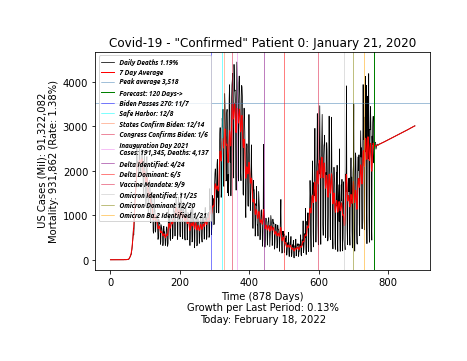 Covid-19 - "Confirmed" Patient 0: January 21, 2020
US Cases (Mil): 91,322,082
Mortality: 931,862 (Rate: 1.38%)
4000
3000
2000
1000
0
Daily Deaths 1.19%
7 Day Average
Peak average 3,518
Forecast: 120 Days->
Biden Passes 270: 11/7
Safe Harbor: 12/8
States Confirm Biden: 12/14
Congress Confirms Biden: 1/6
Inauguration Day 2021
Cases: 191,345, Deaths: 4,137
Delta Identified: 4/24
Delta Dominant: 6/5
Vaccine Mandate: 9/9
Omicron Identified: 11/25
Omicron Dominant 12/20
Omicron Ba.2 Identified 1/21
0 200 400 600 800
Time (878 Days)
Growth per Last Period: 0.13%
Today: February 18, 2022